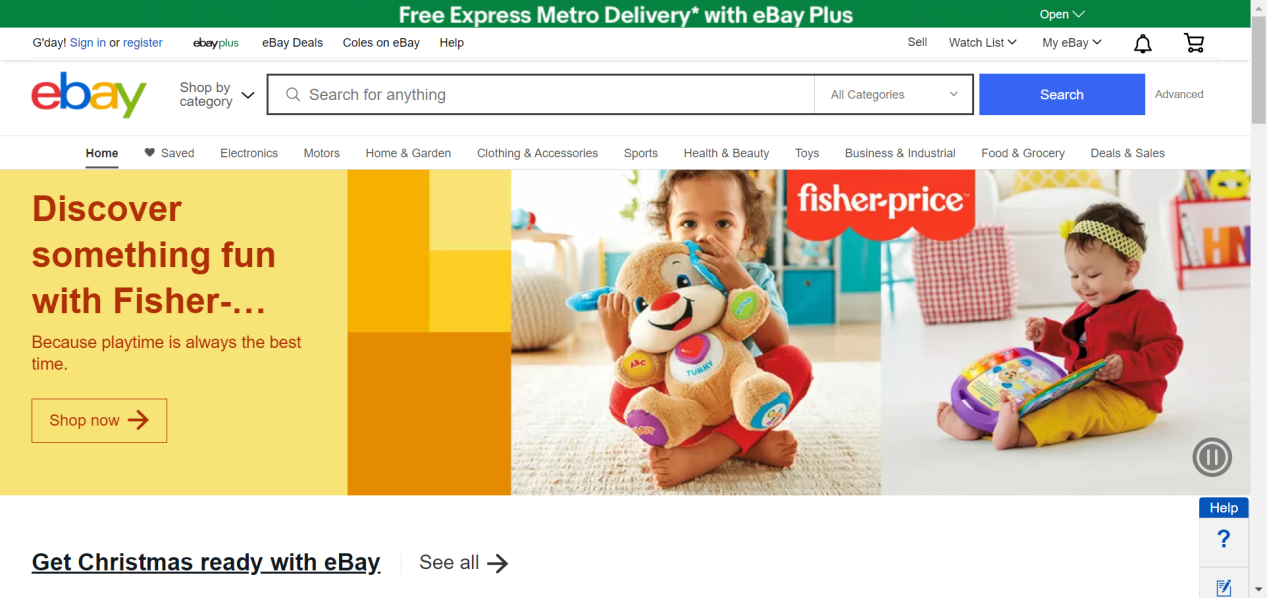 Free Express Metro Delivery* with eBay Plus
Open
G'day! Sign in or register
ebayplus
eBay Deals
Coles on eBay
Help
Sell
Watch List
My eBay
ebay
Shop by
category
Search for anything
All Categories
Search
Advanced
Home
Saved
Electronics
Motors
Home & Garden
Clothing & Accessories
Sports
Health & Beauty
Toys
Business & Industrial
Food & Grocery
Deals & Sales
Discover
something fun
with Fisher-…
Because playtime is always the best
time.
Shop now
fisher-price
ABC
TUMMY
Help
?
Get Christmas ready with eBay
See all